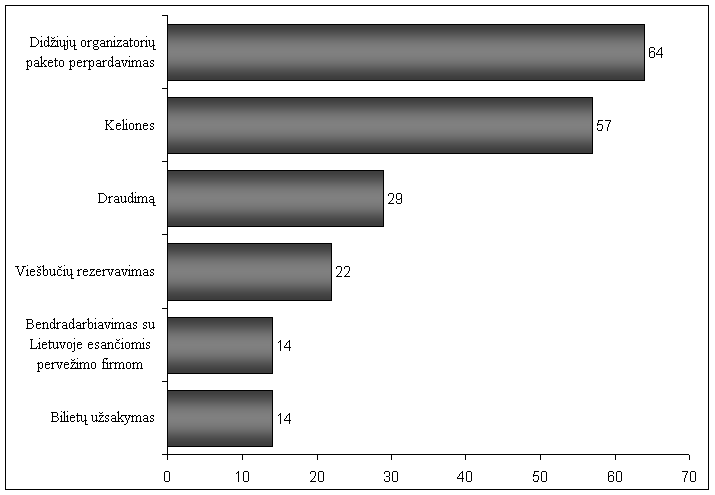 Didžiųjų organizatorių
paketo perpardavimas
64
Keliones
57
Draudimą
29
Viešbučių rezervavimas
22
Bendradarbiavimas su
Lietuvoje esančiomis
pervežimo firmom
14
Bilietų užsakymas
14
0 10 20 30 40 50 60 70